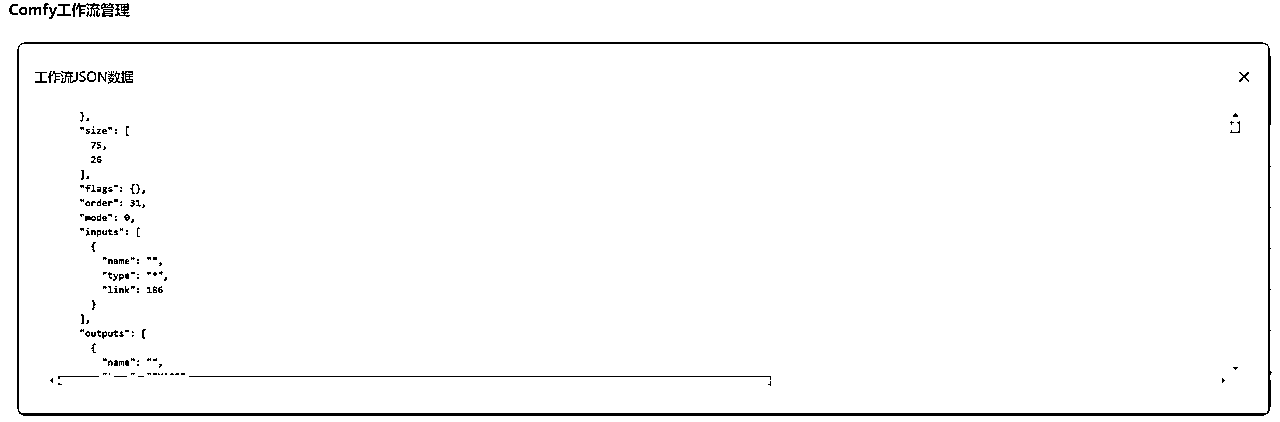 Comfy工作流管理
工作流JSON数据
},
"size": [
75,
26
],
"flags": {},
"order": 31,
"mode": 0,
"inputs": [
{
"name": "",
"type": "*",
"link": 186
}
],
"outputs": [
{
"name": "",